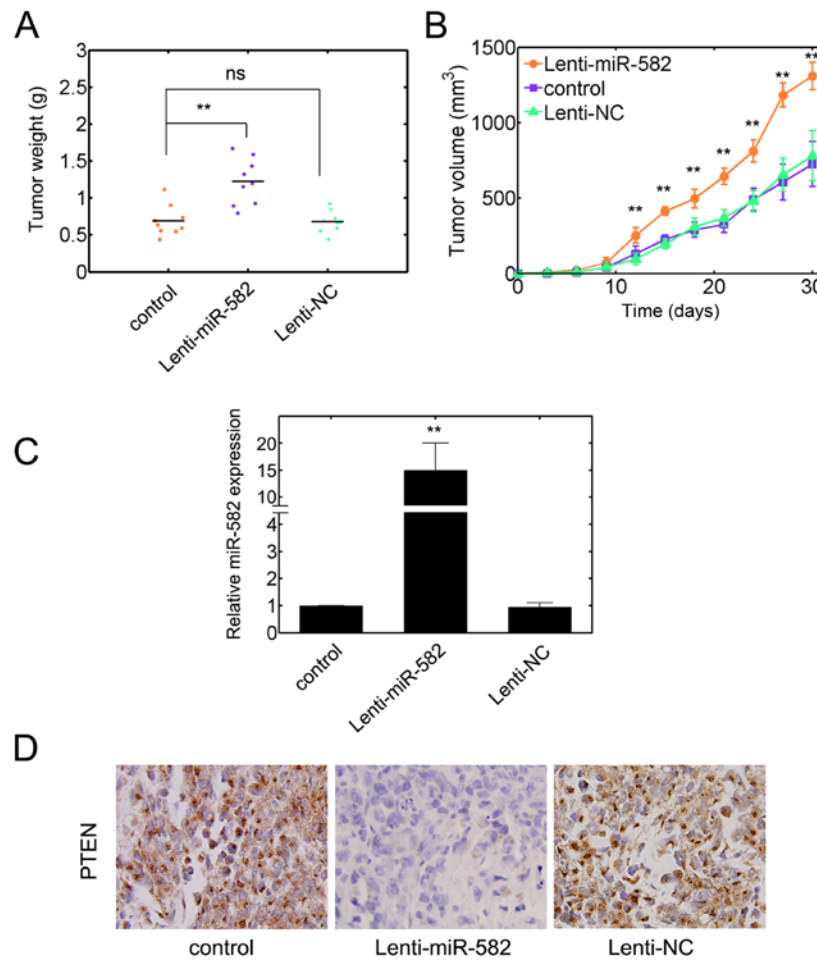 A
Tumor weight (g)
3
2.5
2
1.5
1
0.5
0
ns
**
control
Lenti-miR-582
Lenti-NC
B
Tumor volume (mm³)
1500
1000
500
0
Lenti-miR-582
control
Lenti-NC
** ** ** ** ** ** **
0 10 20 30
Time (days)
C
Relative miR-582 expression
20
15
10
4
3
2
1
0
**
control
Lenti-miR-582
Lenti-NC
D
PTEN
control Lenti-miR-582 Lenti-NC